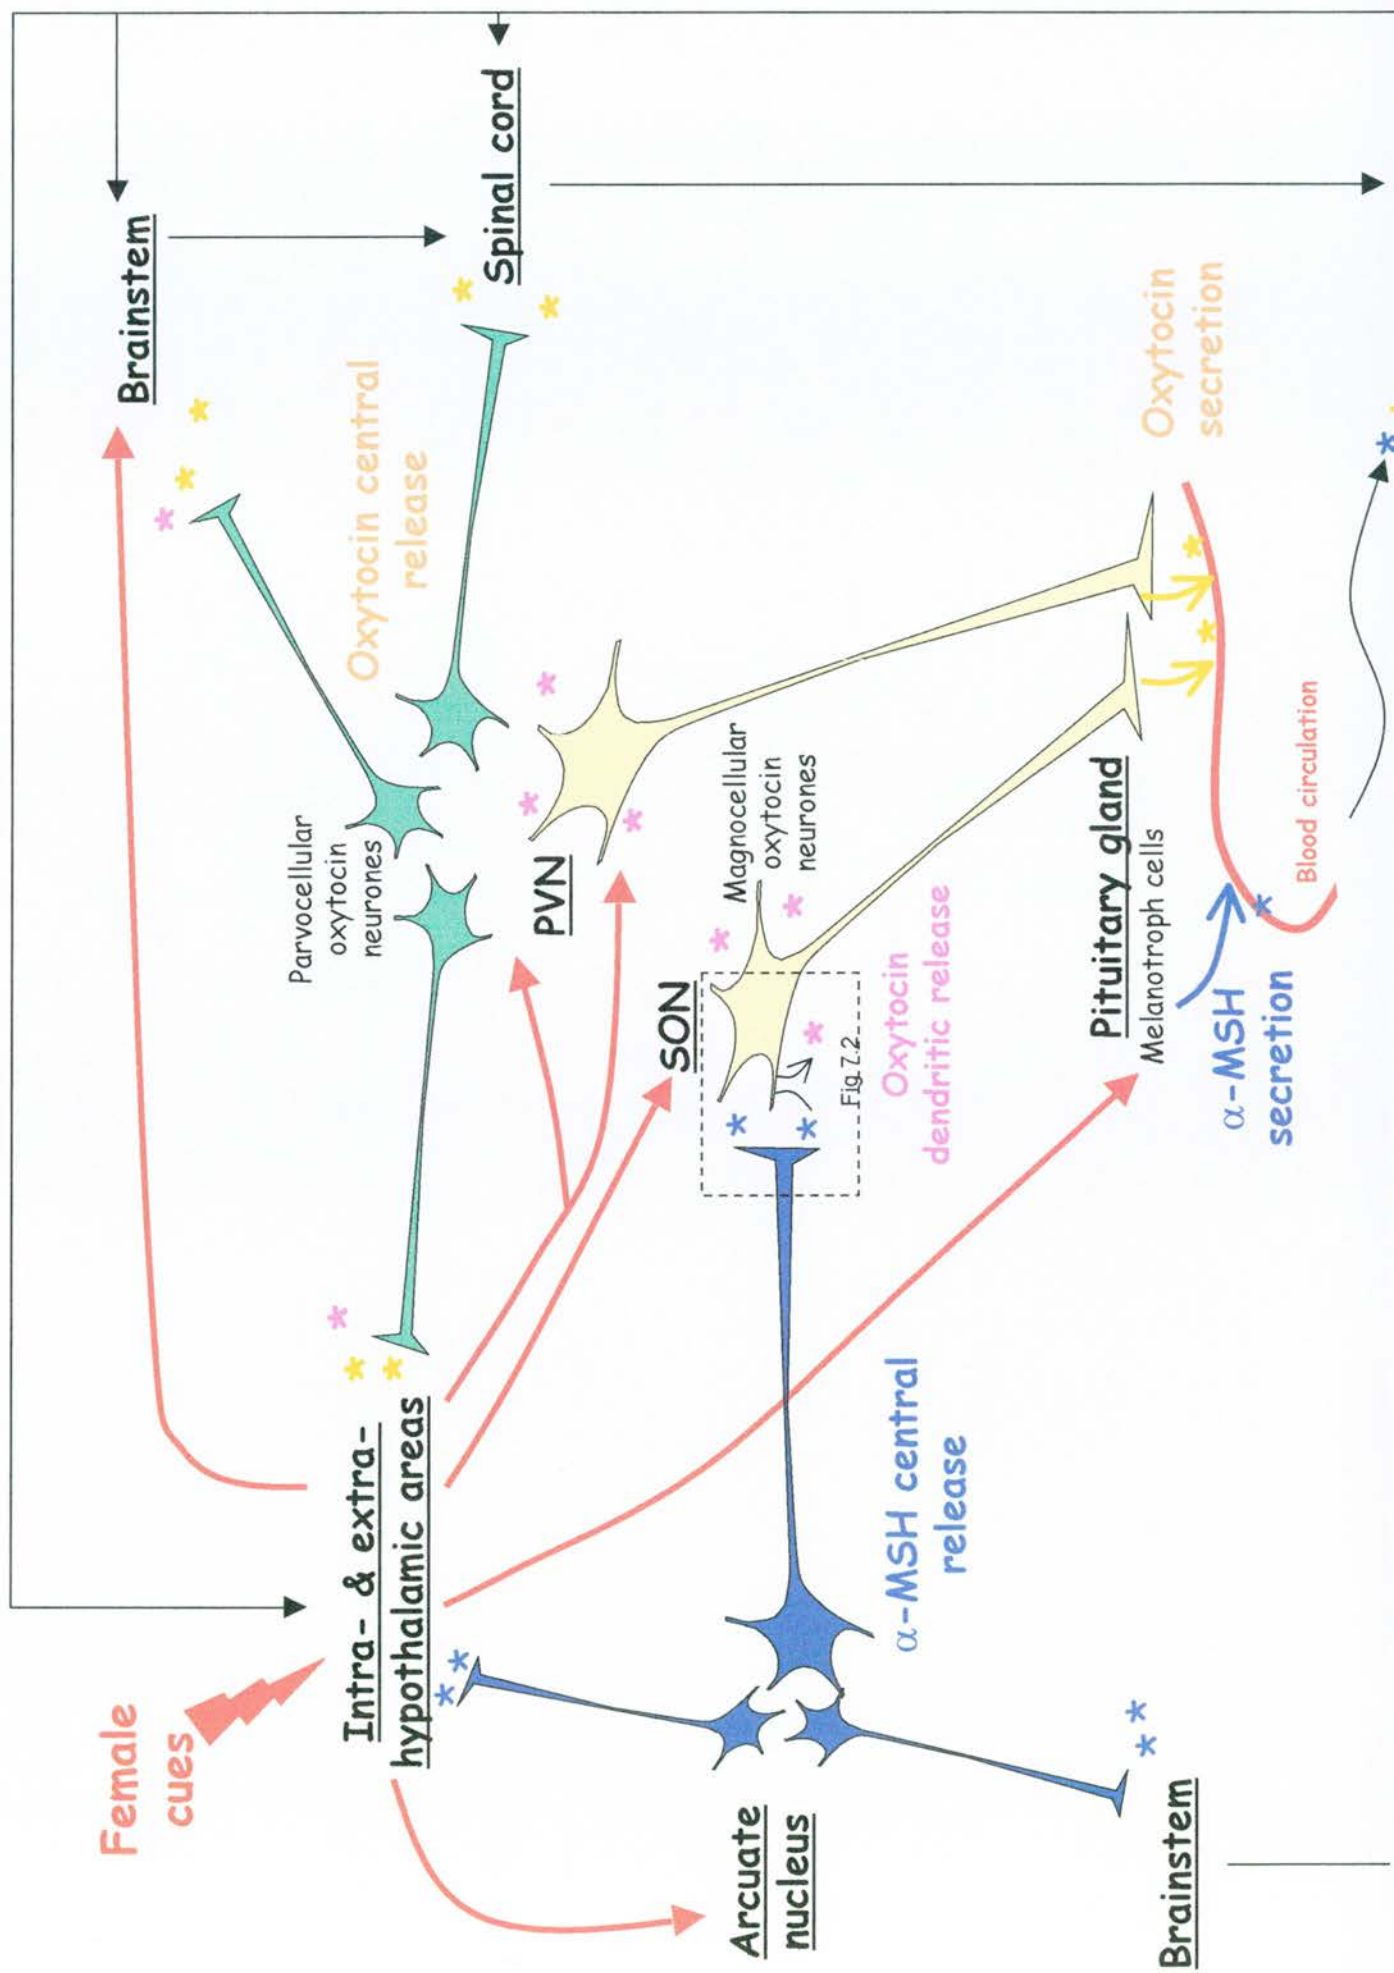 Female
cues
Intra- & extra-
hypothalamic areas
Arcuate
nucleus
Brainstem
α-MSH central
release
Parvocellular
oxytocin
neurones
Oxytocin central
release
Brainstem
Spinal cord
PVN
SON
Magnocellular
oxytocin
neurones
Fig 7.2
Oxytocin
dendritic release
Pituitary gland
Melanotroph cells
α-MSH
secretion
Blood circulation
Oxytocin
secretion